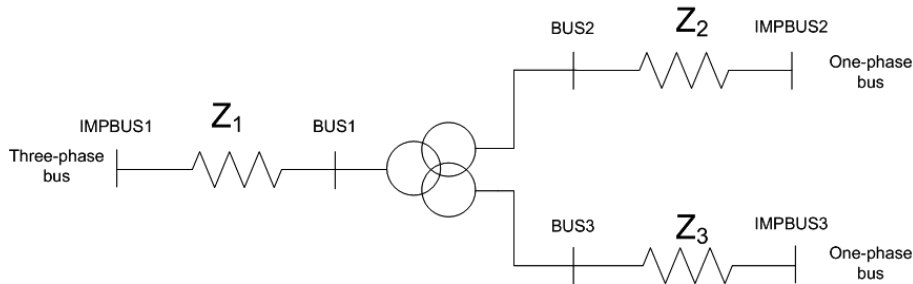 BUS2
Z2
IMPBUS2
One-phase
bus
IMPBUS1
Z1
BUS1
Three-phase
bus
BUS3
Z3
IMPBUS3
One-phase
bus